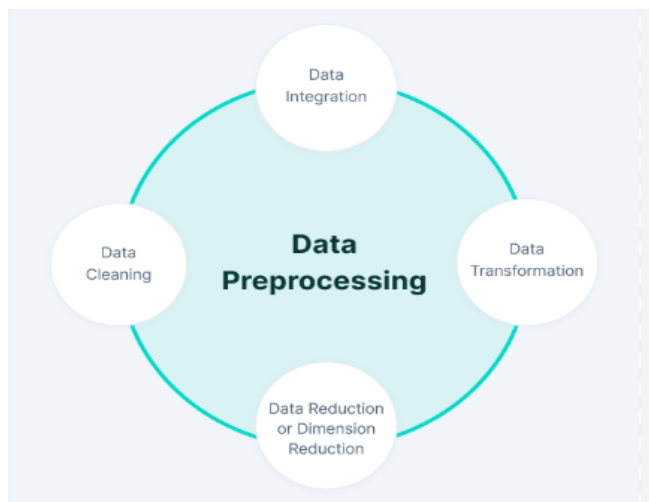 Data
Integration
Data
Cleaning
Data
Preprocessing
Data
Transformation
Data Reduction
or Dimension
Reduction